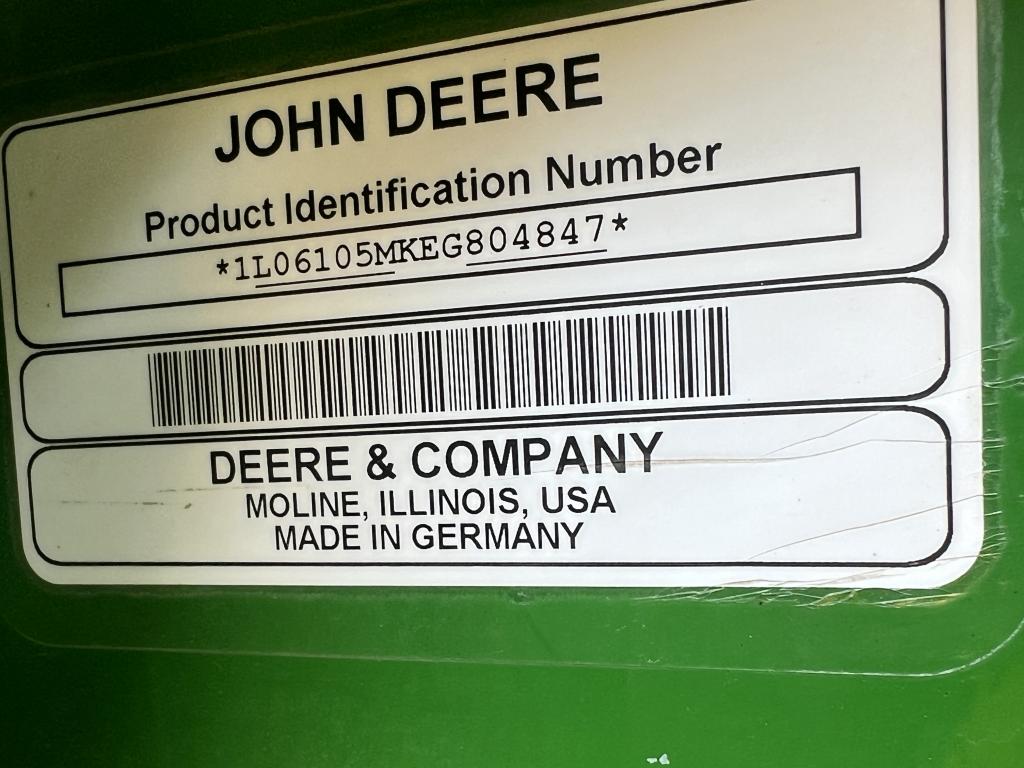 JOHN DEERE
Product Identification Number
*1L06105MKEG804847*
DEERE & COMPANY
MOLINE, ILLINOIS, USA
MADE IN GERMANY